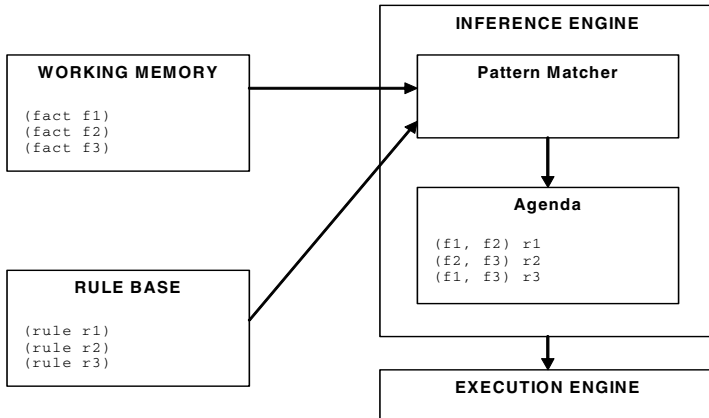 INFERENCE ENGINE
WORKING MEMORY
(fact f1)
(fact f2)
(fact f3)
Pattern Matcher
Agenda
(f1, f2) r1
(f2, f3) r2
(f1, f3) r3
RULE BASE
(rule r1)
(rule r2)
(rule r3)
EXECUTION ENGINE